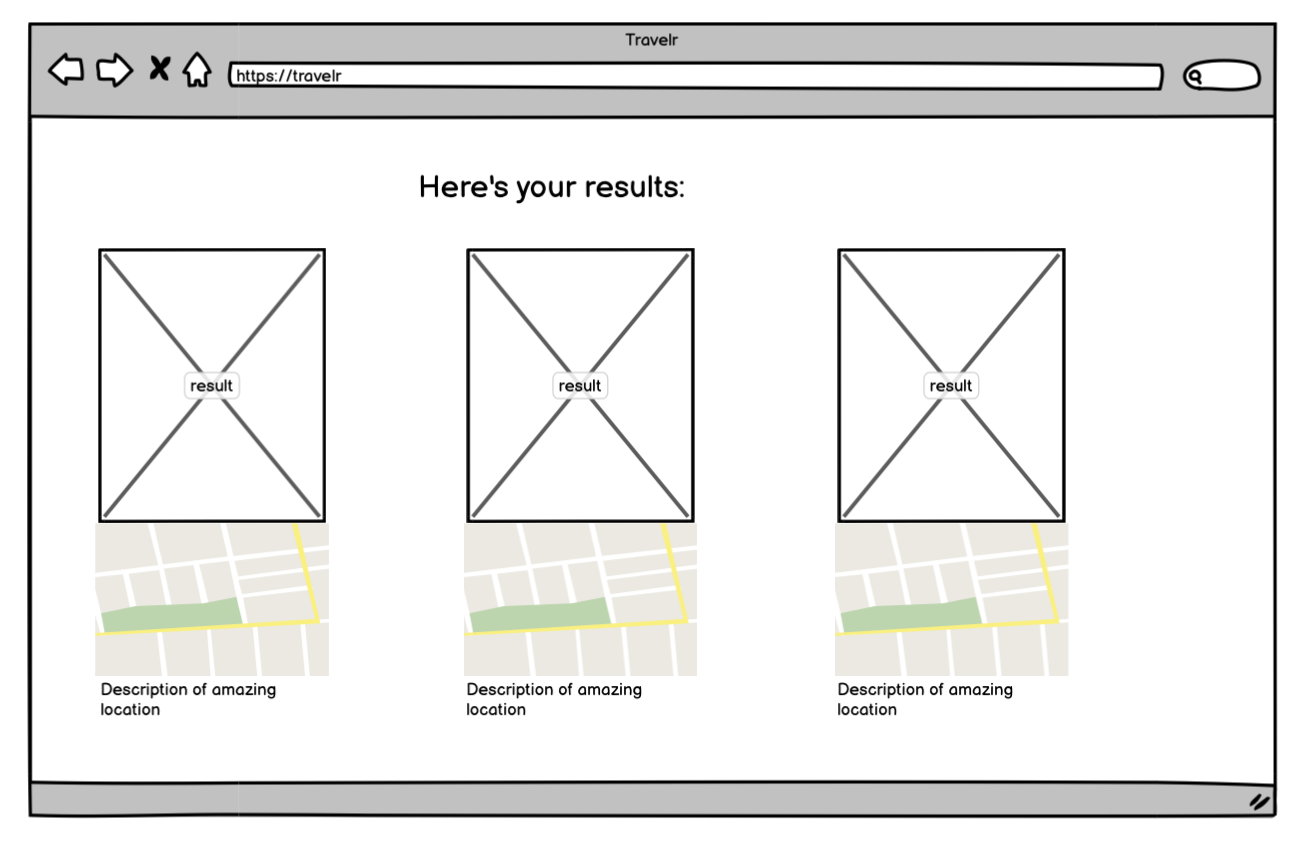 Travelr
https://travelr
Here's your results:
result
result
result
Description of amazing
location
Description of amazing
location
Description of amazing
location